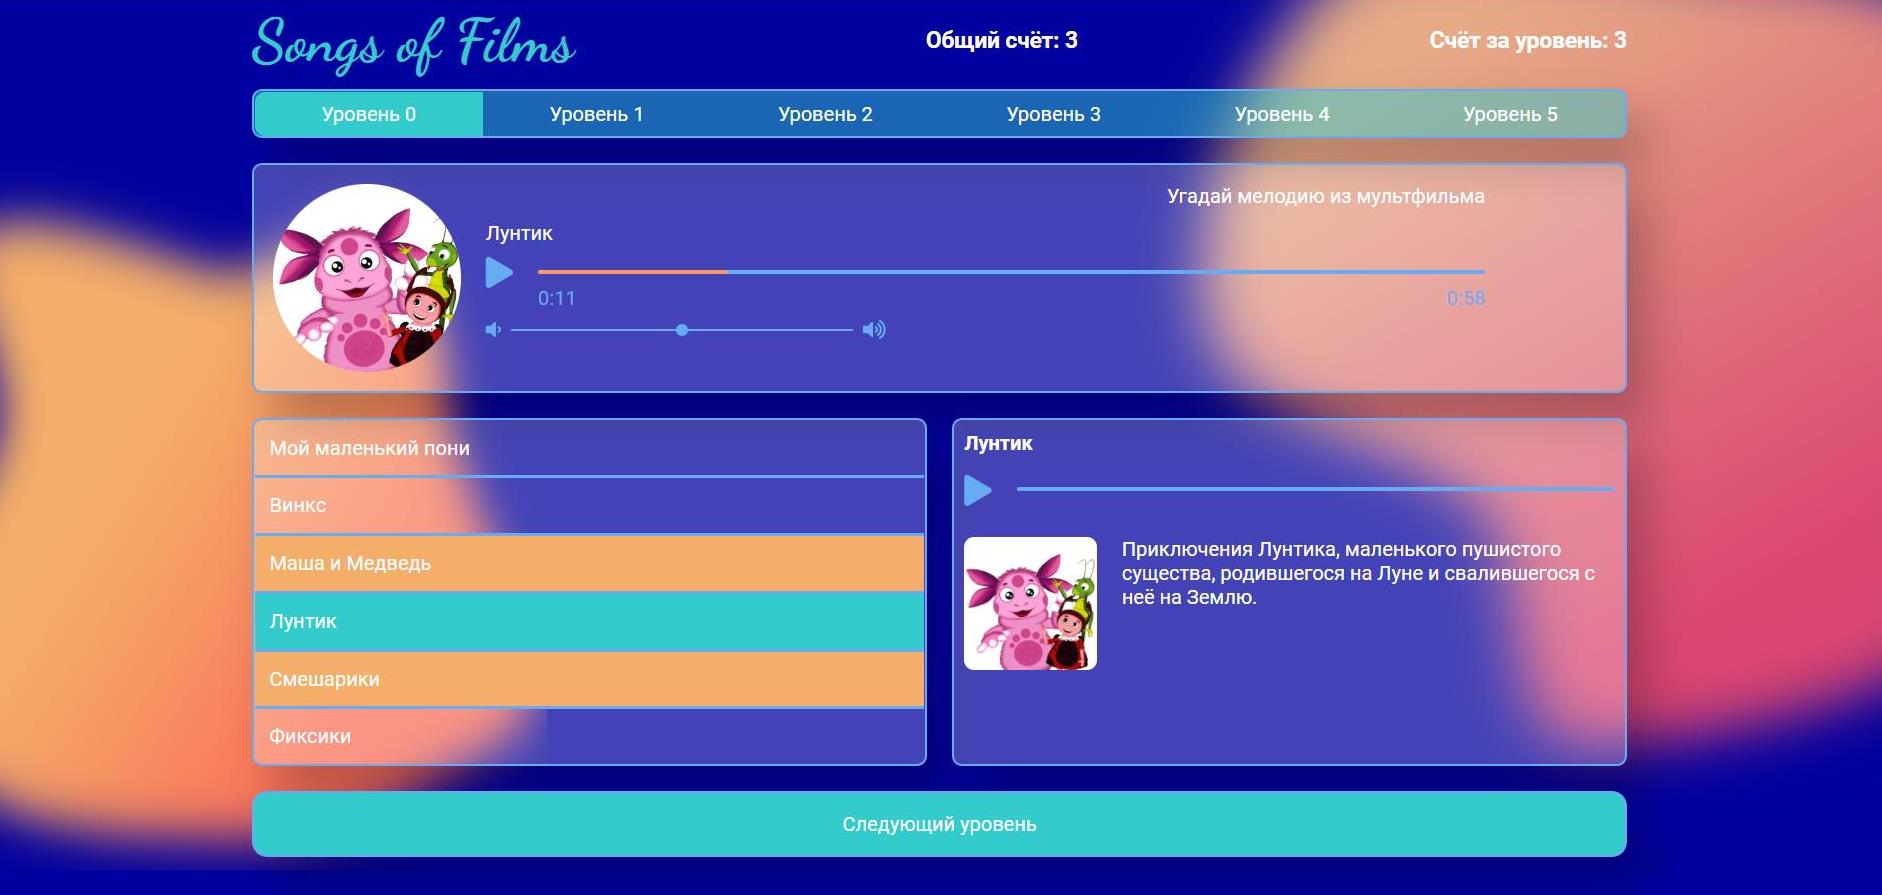 Songs of Films
Общий счёт: 3
Счёт за уровень: 3
Уровень 0
Уровень 1
Уровень 2
Уровень 3
Уровень 4
Уровень 5
Угадай мелодию из мультфильма
Лунтик
0:11
0:58
Мой маленький пони
Винкс
Маша и Медведь
Лунтик
Смешарики
Фиксики
Лунтик
Приключения Лунтика, маленького пушистого
существа, родившегося на Луне и свалившегося с
неё на Землю.
Следующий уровень